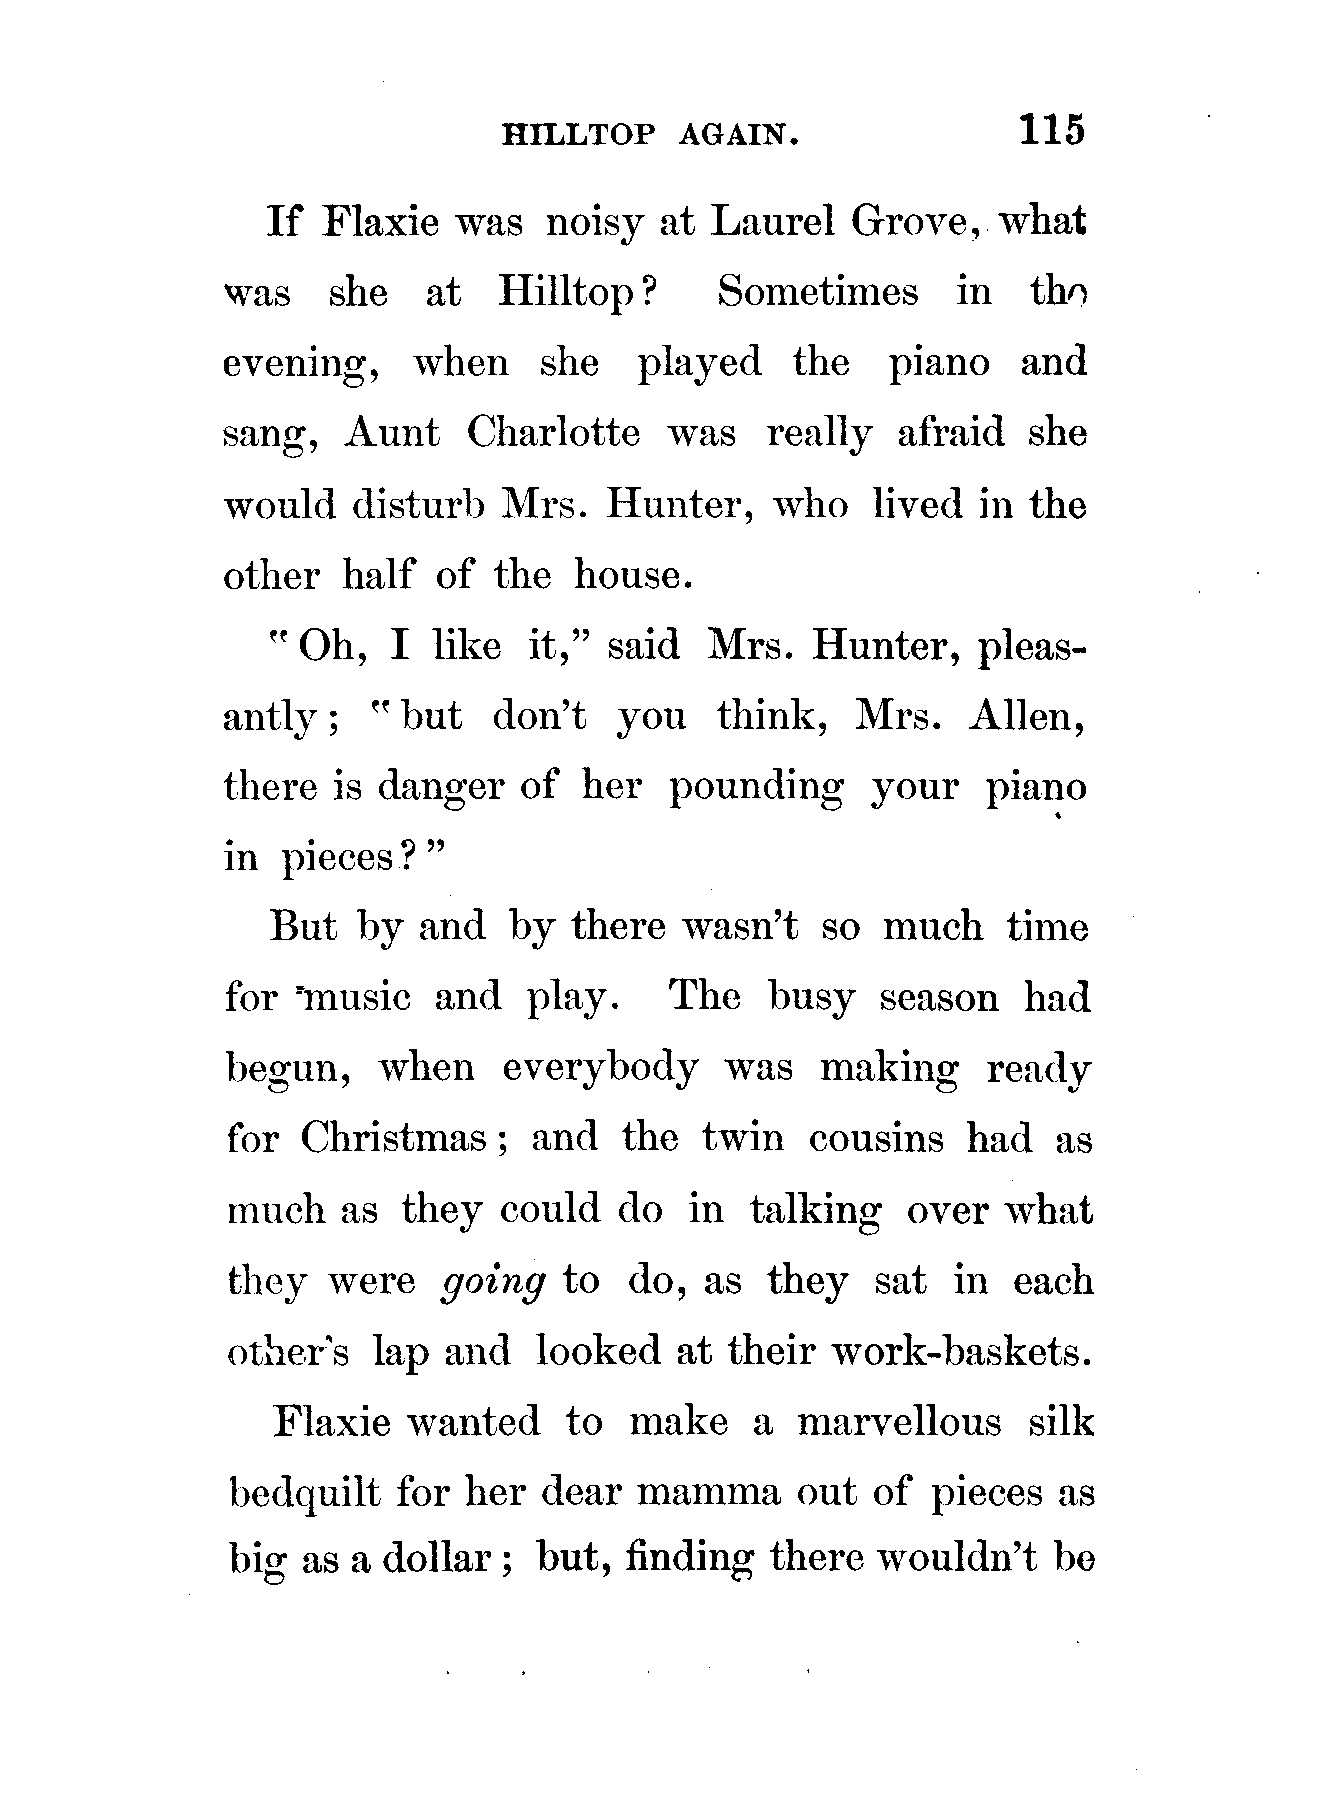 HILLTOP AGAIN. 115
If Flaxie was noisy at Laurel Grove, what
was she at Hilltop? Sometimes in the
evening, when she played the piano and
sang, Aunt Charlotte was really afraid she
would disturb Mrs. Hunter, who lived in the
other half of the house.
"Oh, I like it," said Mrs. Hunter, pleas-
antly; "but don't you think, Mrs. Allen,
there is danger of her pounding your piano
in pieces?"
But by and by there wasn't so much time
for music and play. The busy season had
begun, when everybody was making ready
for Christmas; and the twin cousins had as
much as they could do in talking over what
they were going to do, as they sat in each
other's lap and looked at their work-baskets.
Flaxie wanted to make a marvellous silk
bedquilt for her dear mamma out of pieces as
big as a dollar; but, finding there wouldn't be